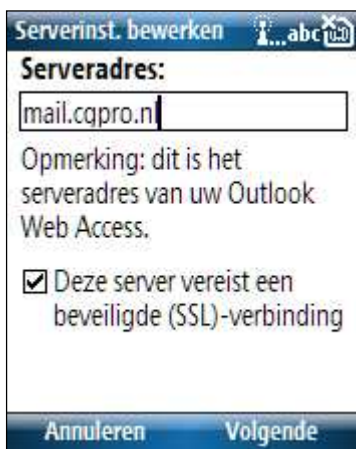 Serverinst. bewerken ...abc
Serveradres:
mail.cgpro.nl
Opmerking: dit is het
serveradres van uw Outlook
Web Access.
Deze server vereist een
beveiligde (SSL)-verbinding
Annuleren Volgende